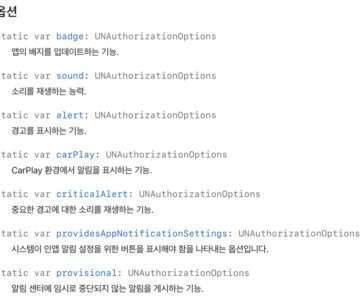 옵션
tatic var badge: UNAuthorizationOptions
앱의 배지를 업데이트하는 기능.
tatic var sound: UNAuthorizationOptions
소리를 재생하는 능력.
tatic var alert: UNAuthorizationOptions
경고를 표시하는 기능.
tatic var carPlay: UNAuthorizationOptions
CarPlay 환경에서 알림을 표시하는 기능.
tatic var criticalAlert: UNAuthorizationOptions
중요한 경고에 대한 소리를 재생하는 기능.
tatic var providesAppNotificationSettings: UNAuthorizationOptions
시스템이 인앱 알림 설정을 위한 버튼을 표시해야 함을 나타내는 옵션입니다.
tatic var provisional: UNAuthorizationOptions
알림 센터에 임시로 중단되지 않는 알림을 게시하는 기능.